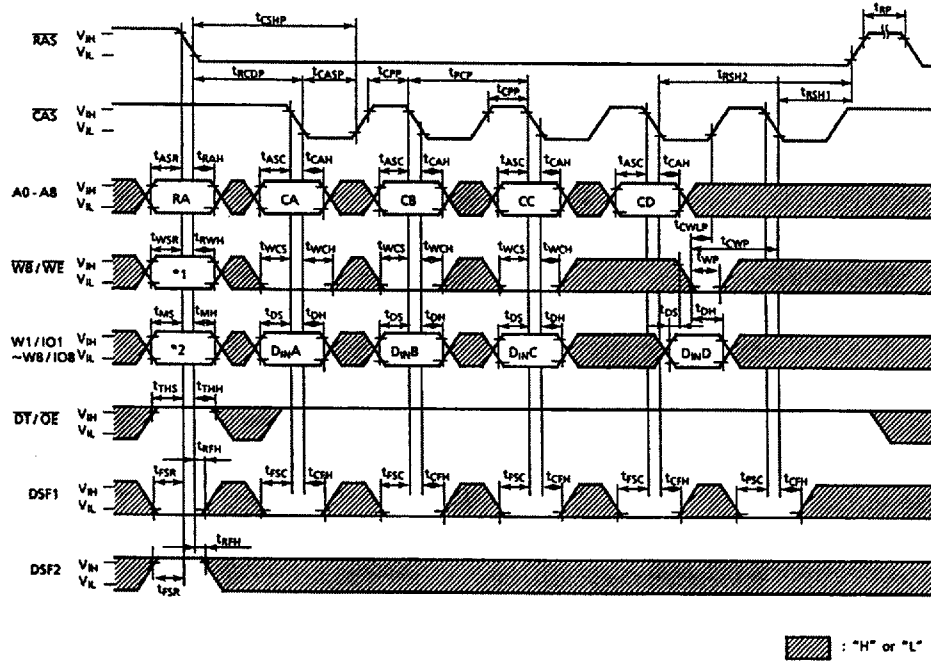 tCSHP tRP
RAS VIH
VIL
tRCDP tCASP tCPP tPCP tCPP tRSH2 tRSH1
CAS VIH
VIL
tASR tRAH tASC tCAH tASC tCAH tASC tCAH tASC tCAH
A0 - A8 VIH
VIL
RA CA CB CC CD
tCWLP
tCWP
tWSR tRWH tWCS tWCH tWCS tWCH tWCS tWCH tWP
WB / WE VIH
VIL
*1
tMS tMH tDS tDH tDS tDH tDS tDH tDS tDH
W1 / IO1 VIH
~W8 / IO8 VIL
*2 DINA DINB DINC DIND
tTHS tTHH
DT / OE VIH
VIL
tRFH
tFSR tFSC tCFH tFSC tCFH tFSC tCFH tFSC tCFH tFSC tCFH
DSF1 VIH
VIL
tRFH
DSF2 VIH
VIL
tFSR
: "H" or "L"